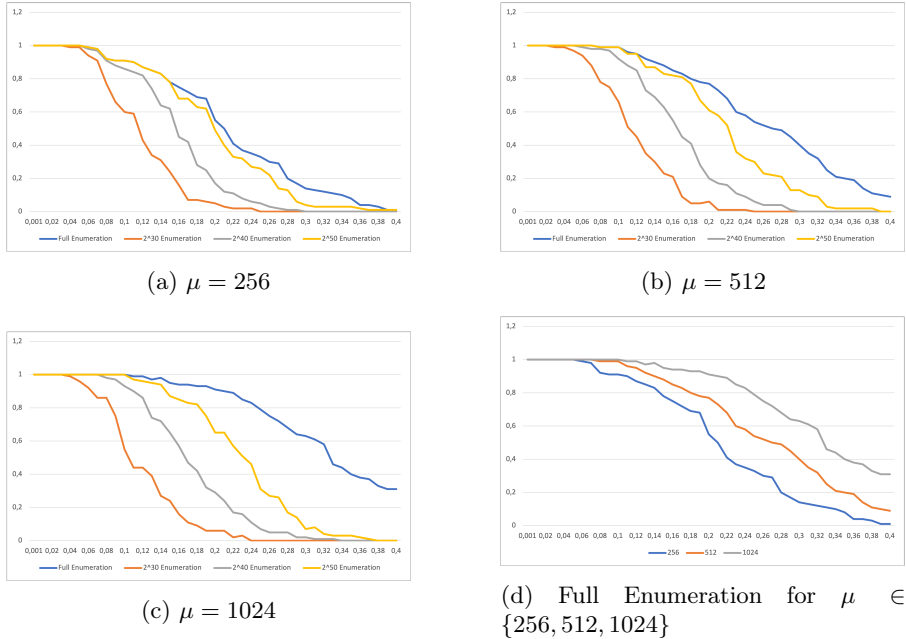 1,2
1
0,8
0,6
0,4
0,2
0
0,001 0,02 0,04 0,06 0,08 0,1 0,12 0,14 0,16 0,18 0,2 0,22 0,24 0,26 0,28 0,3 0,32 0,34 0,36 0,38 0,4
Full Enumeration 2^30 Enumeration 2^40 Enumeration 2^50 Enumeration
(a) μ = 256
1,2
1
0,8
0,6
0,4
0,2
0
0,001 0,02 0,04 0,06 0,08 0,1 0,12 0,14 0,16 0,18 0,2 0,22 0,24 0,26 0,28 0,3 0,32 0,34 0,36 0,38 0,4
Full Enumeration 2^30 Enumeration 2^40 Enumeration 2^50 Enumeration
(b) μ = 512
1,2
1
0,8
0,6
0,4
0,2
0
0,001 0,02 0,04 0,06 0,08 0,1 0,12 0,14 0,16 0,18 0,2 0,22 0,24 0,26 0,28 0,3 0,32 0,34 0,36 0,38 0,4
Full Enumeration 2^30 Enumeration 2^40 Enumeration 2^50 Enumeration
(c) μ = 1024
1,2
1
0,8
0,6
0,4
0,2
0
0,001 0,02 0,04 0,06 0,08 0,1 0,12 0,14 0,16 0,18 0,2 0,22 0,24 0,26 0,28 0,3 0,32 0,34 0,36 0,38 0,4
256 512 1024
(d) Full Enumeration for μ ∈
{256, 512, 1024}